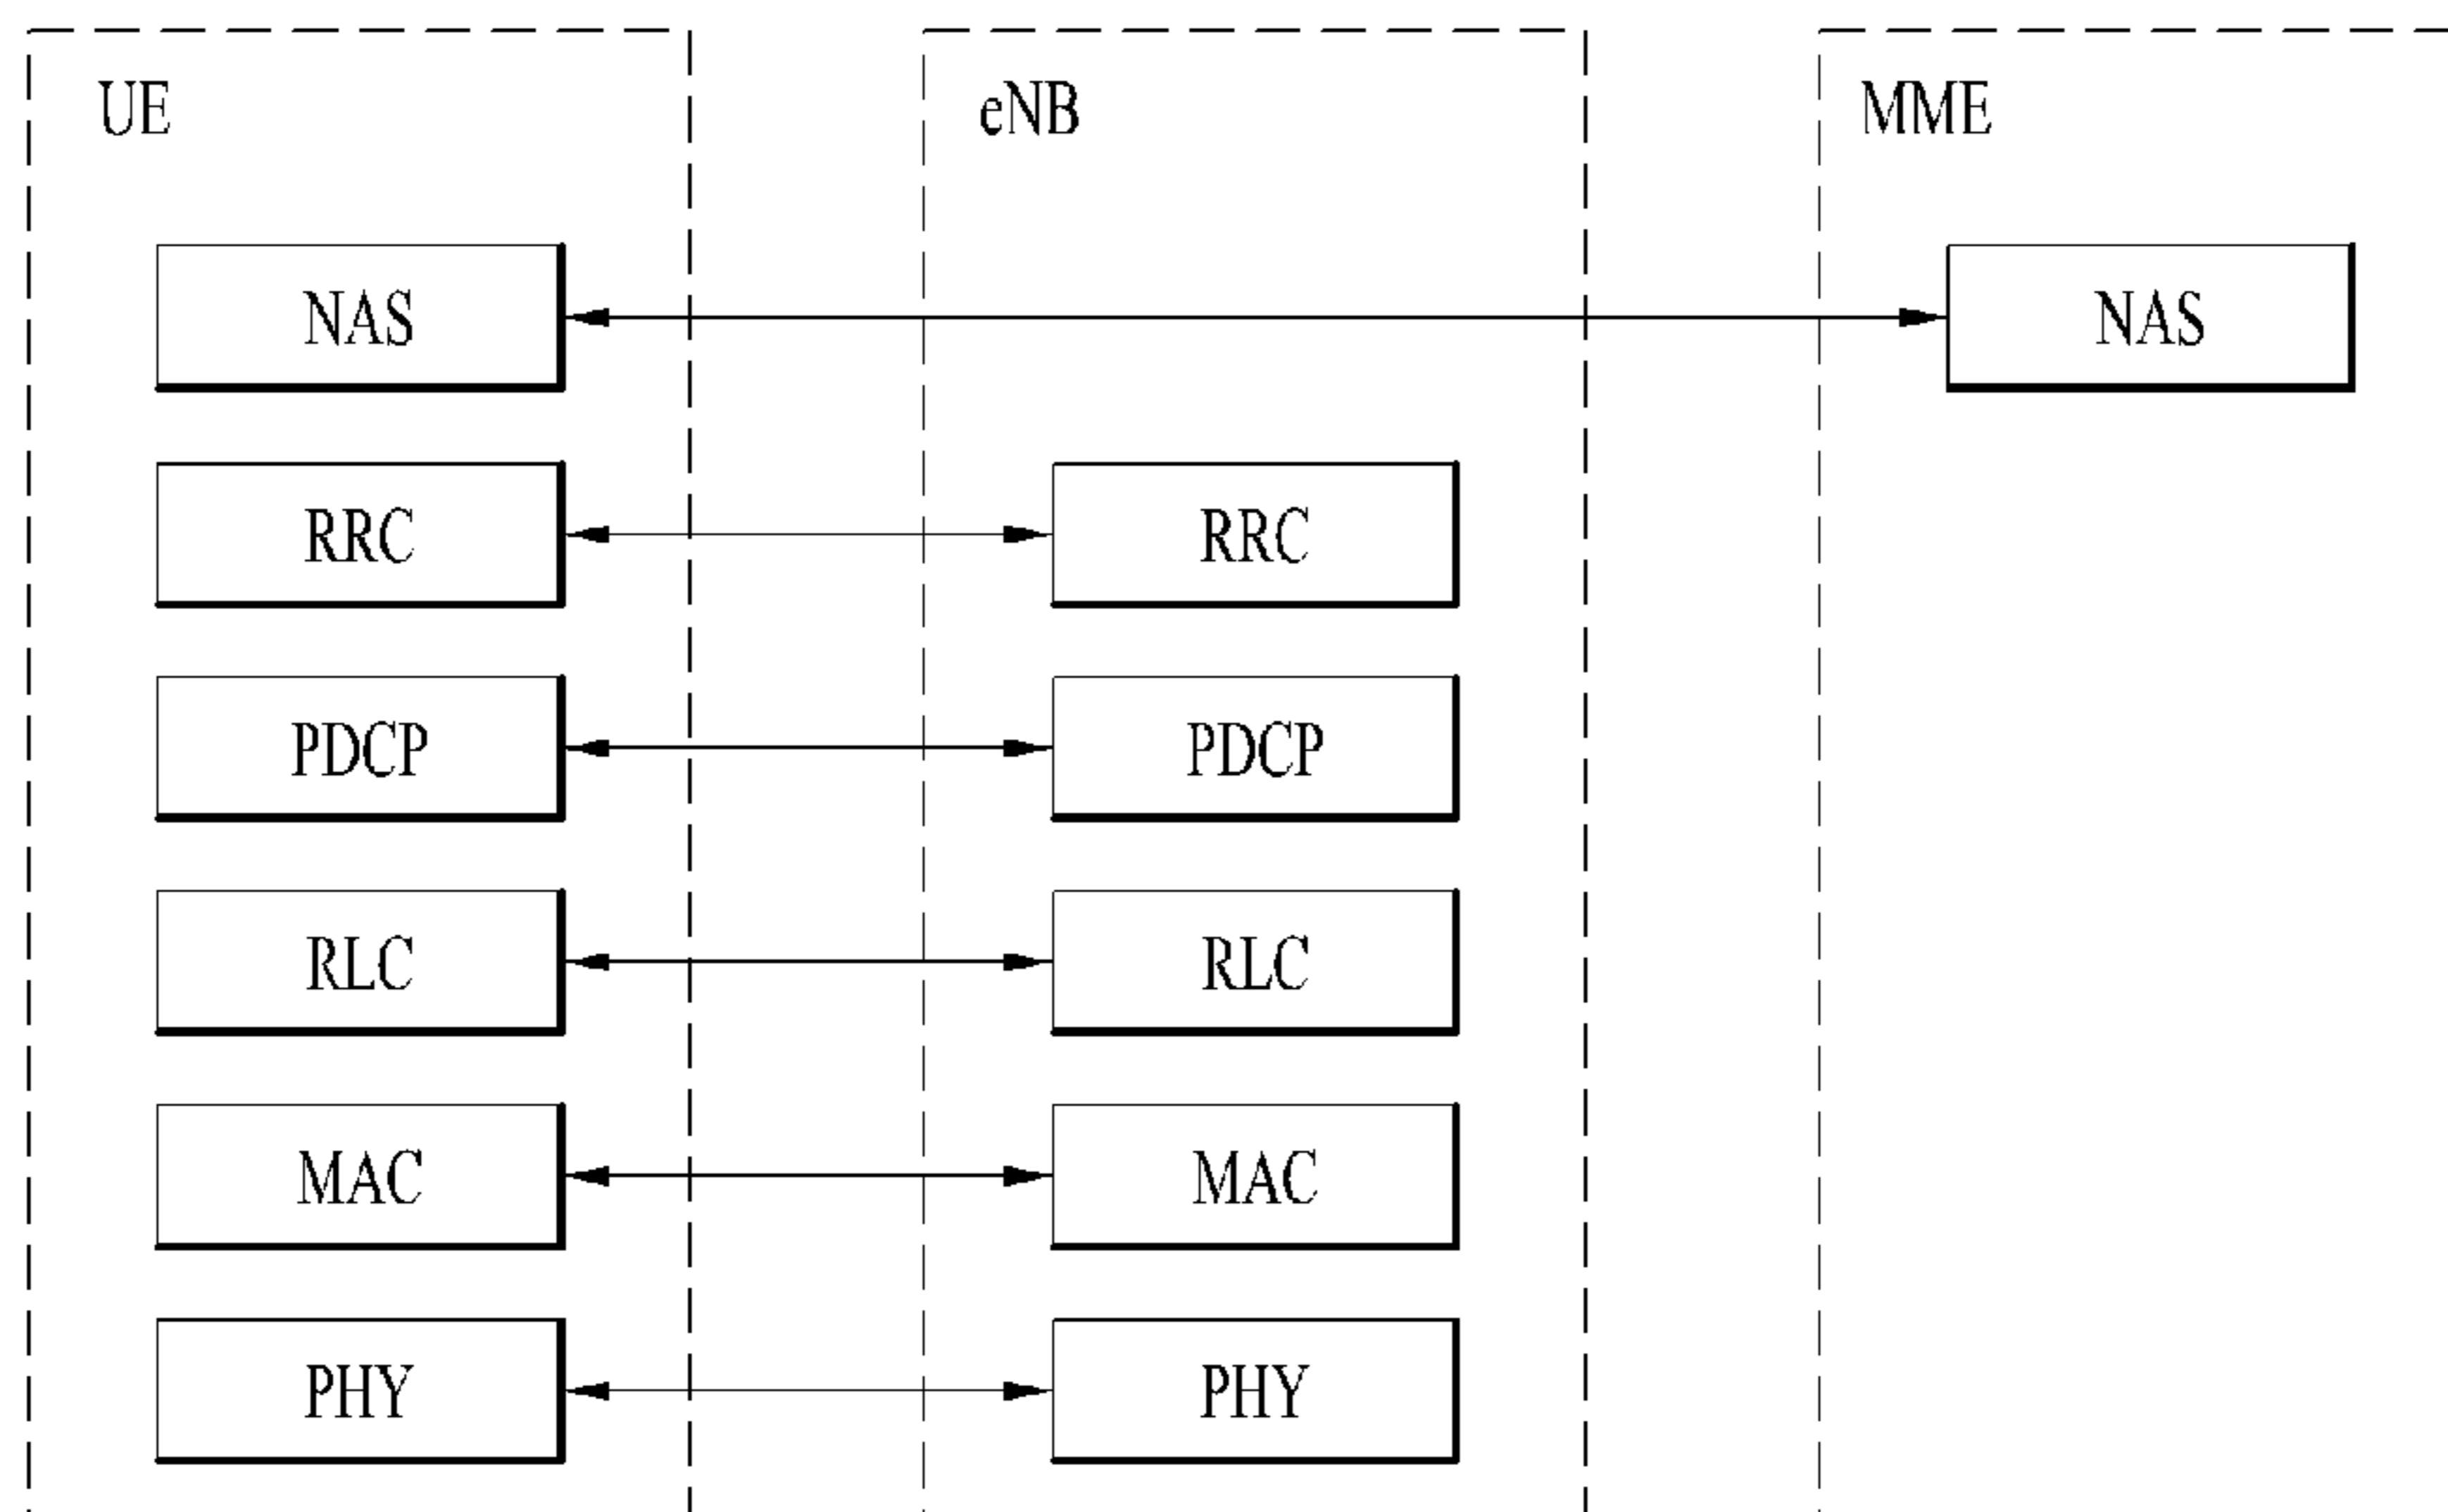 UE eNB MME
NAS NAS
RRC RRC
PDCP PDCP
RLC RLC
MAC MAC
PHY PHY